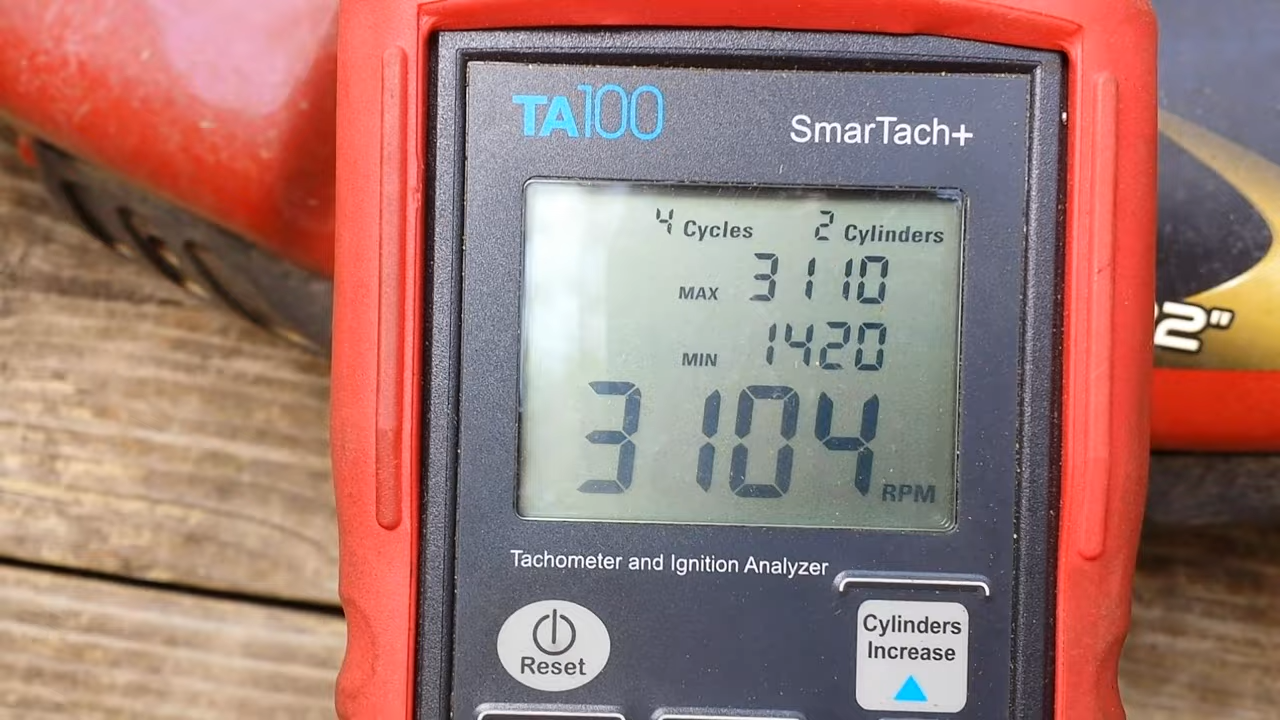 TA100
SmarTach+
4 Cycles 2 Cylinders
MAX 3110
MIN 1420
3104 RPM
2"
Tachometer and Ignition Analyzer
Reset
Cylinders
Increase